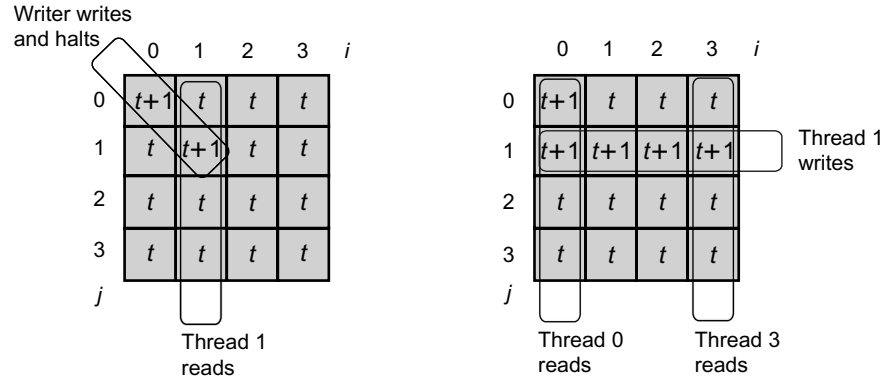 Writer writes
and halts
0 1 2 3 i
0 t+1 t t t
1 t t+1 t t
2 t t t t
3 t t t t
j
Thread 1
reads
0 1 2 3 i
0 t+1 t t t
1 t+1 t+1 t+1 t+1
Thread 1
writes
2 t t t t
3 t t t t
j
Thread 0
reads
Thread 3
reads